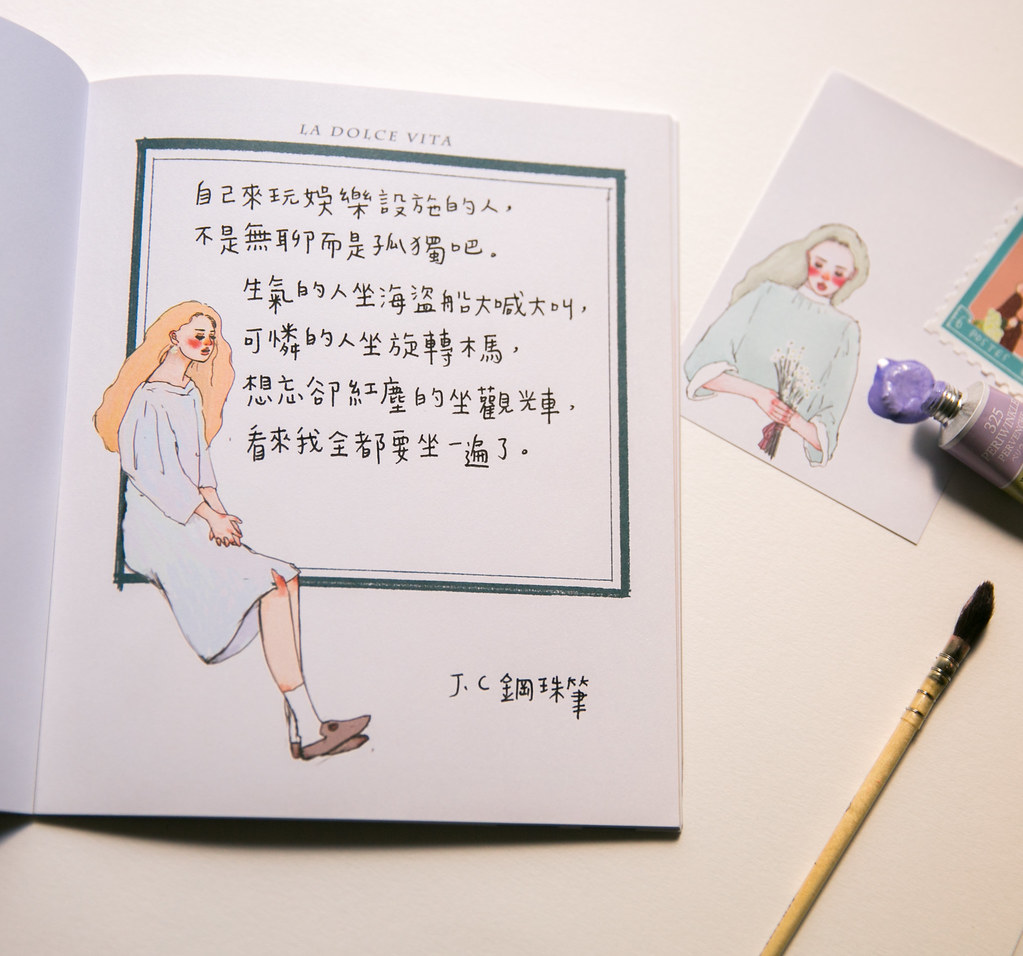 LA DOLCE VITA
自己來玩娛樂設施的人，
不是無聊而是孤獨吧。
生氣的人坐海盜船大喊大叫，
可憐的人坐旋轉木馬，
想忘卻紅塵的坐觀光車，
看來我全都要坐一遍了。
J.C 鋼珠筆
6 POSTES
325